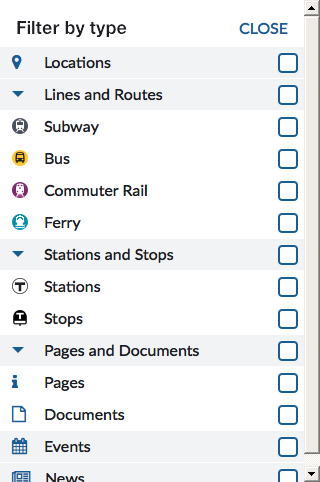 Filter by type
CLOSE
Locations
Lines and Routes
Subway
Bus
Commuter Rail
Ferry
Stations and Stops
Stations
Stops
Pages and Documents
Pages
Documents
Events
News